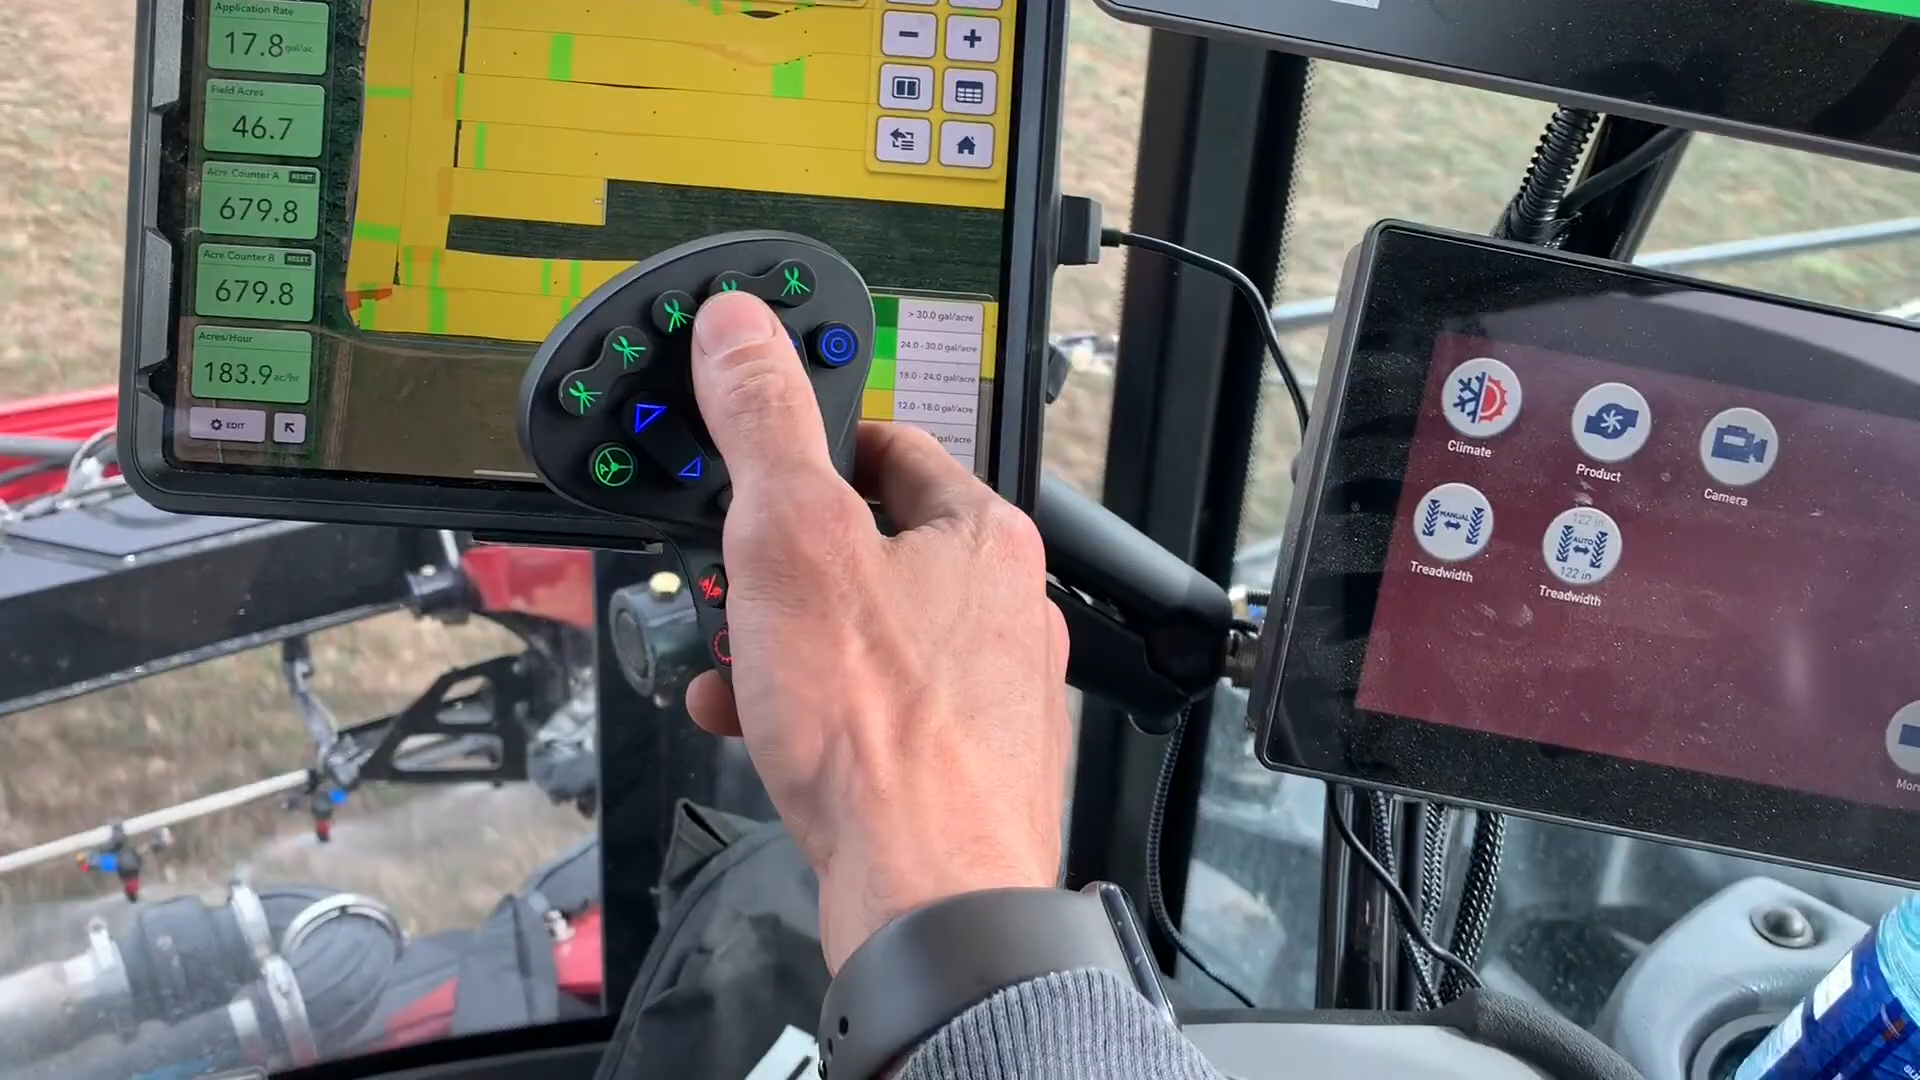 Application Rate
17.8 gal/ac
Field Acres
46.7
Acre Counter A RESET
679.8
Acre Counter B RESET
679.8
Acres/Hour
183.9 ac/hr
EDIT
> 30.0 gal/acre
24.0 - 30.0 gal/acre
18.0 - 24.0 gal/acre
12.0 - 18.0 gal/acre
gal/acre
A
Climate
Product
Camera
MANUAL
Treadwidth
122 in
AUTO
122 in
Treadwidth